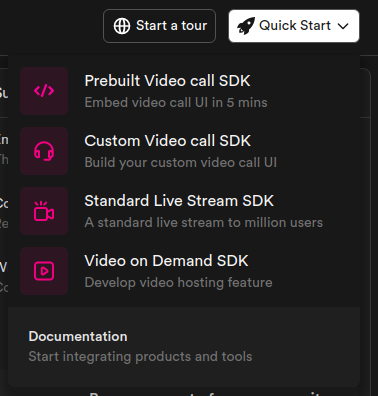 Start a tour
Quick Start
Prebuilt Video call SDK
Embed video call UI in 5 mins
Custom Video call SDK
Build your custom video call UI
Standard Live Stream SDK
A standard live stream to million users
Video on Demand SDK
Develop video hosting feature
Documentation
Start integrating products and tools